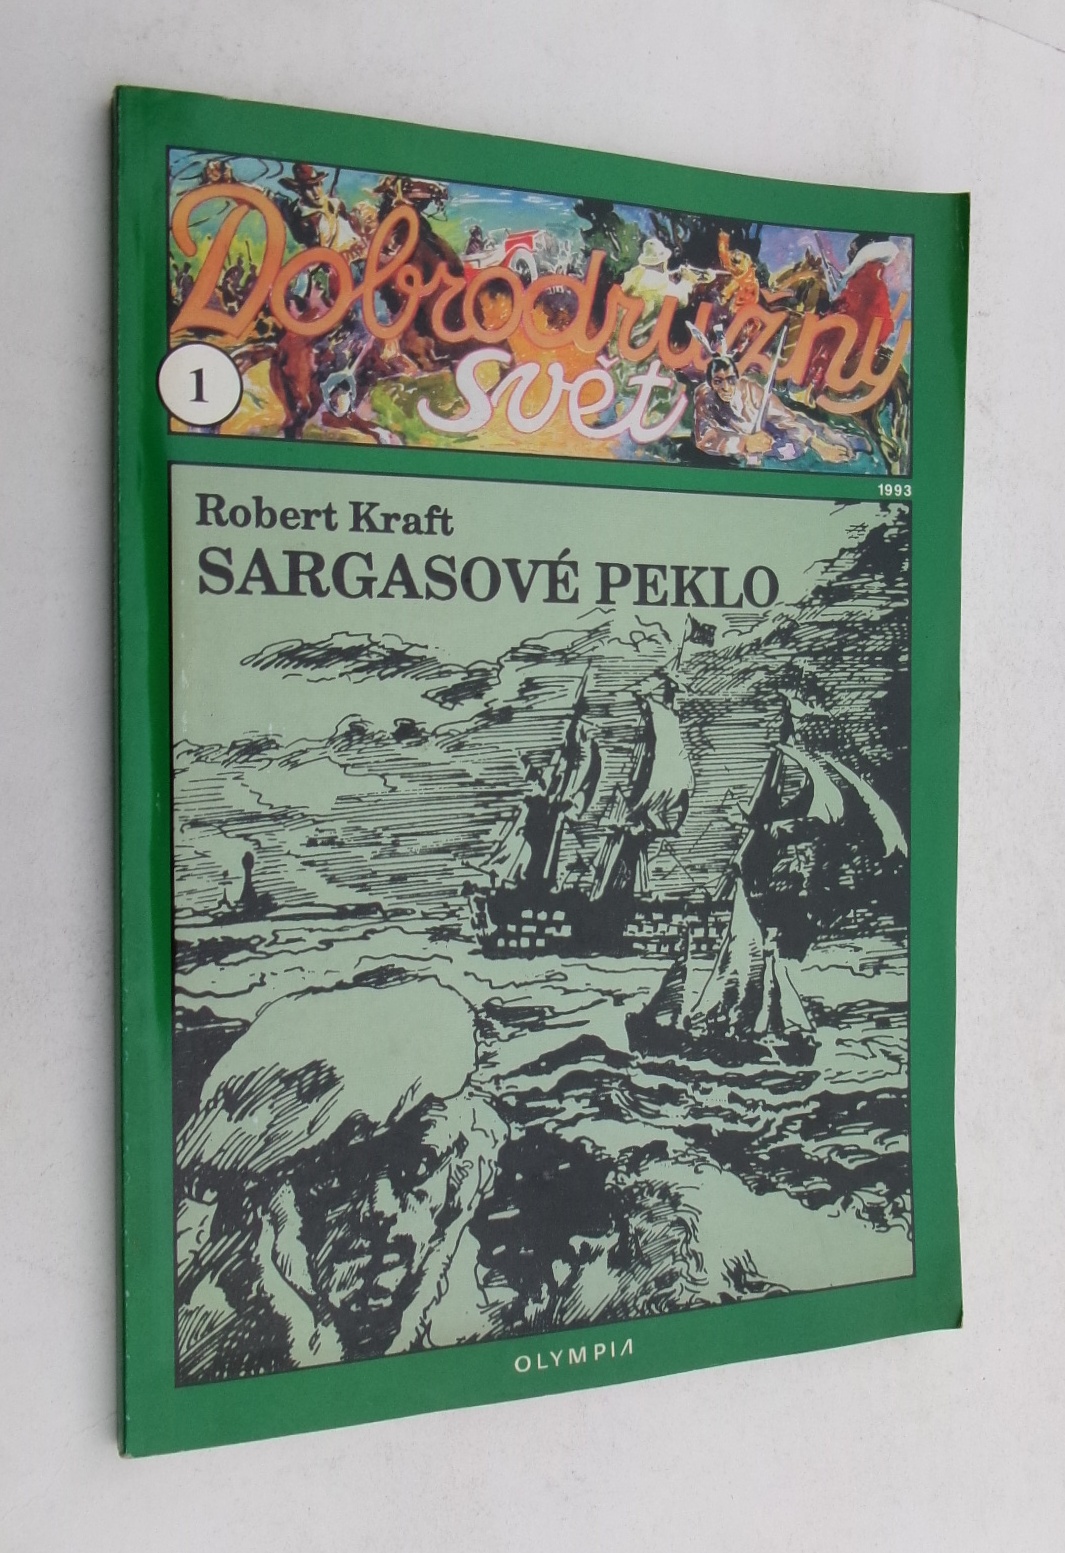 Dobrodružný
svět
1
1993
Robert Kraft
SARGASOVÉ PEKLO
OLYMPIA